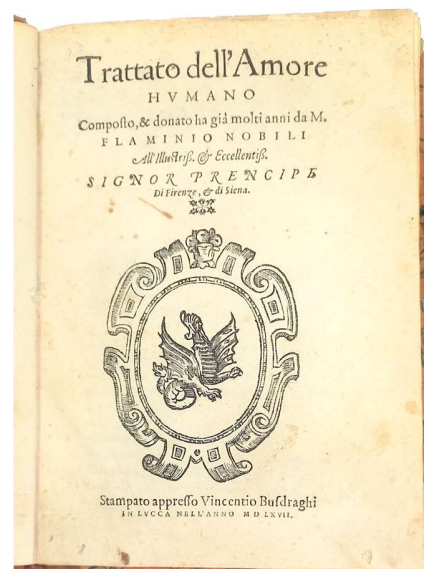 Trattato dell'Amore
HVMANO
Compoſto, & donato ha già molti anni da M.
FLAMINIO NOBILI
All'Illuſtriſſ. & Eccellentiſſ.
SIGNOR PRENCIPE
Di Firenze, & di Siena.
Stampato appreſſo Vincentio Buſdraghi
IN LVCCA NELL'ANNO MDLXVII.